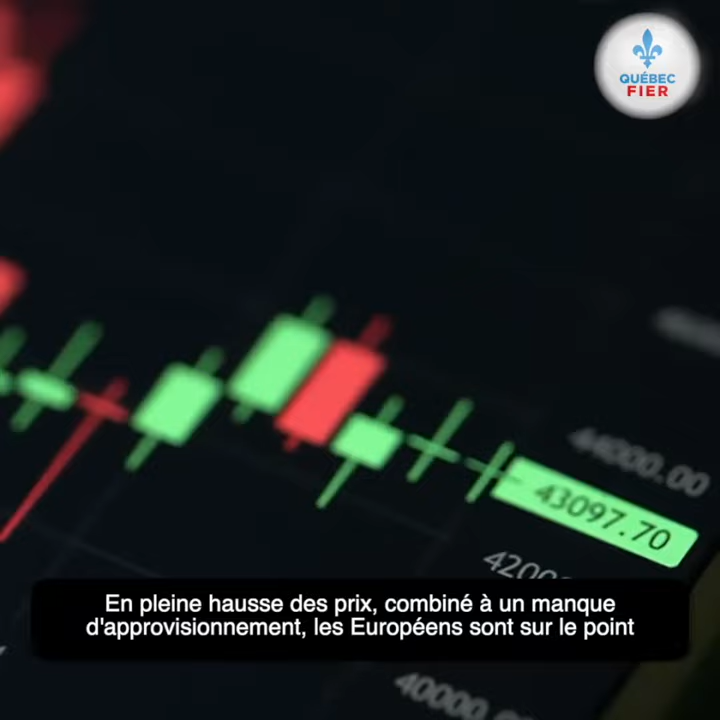 QUÉBEC
FIER
44000.00
43097.70
En pleine hausse des prix, combiné à un manque
d'approvisionnement, les Européens sont sur le point